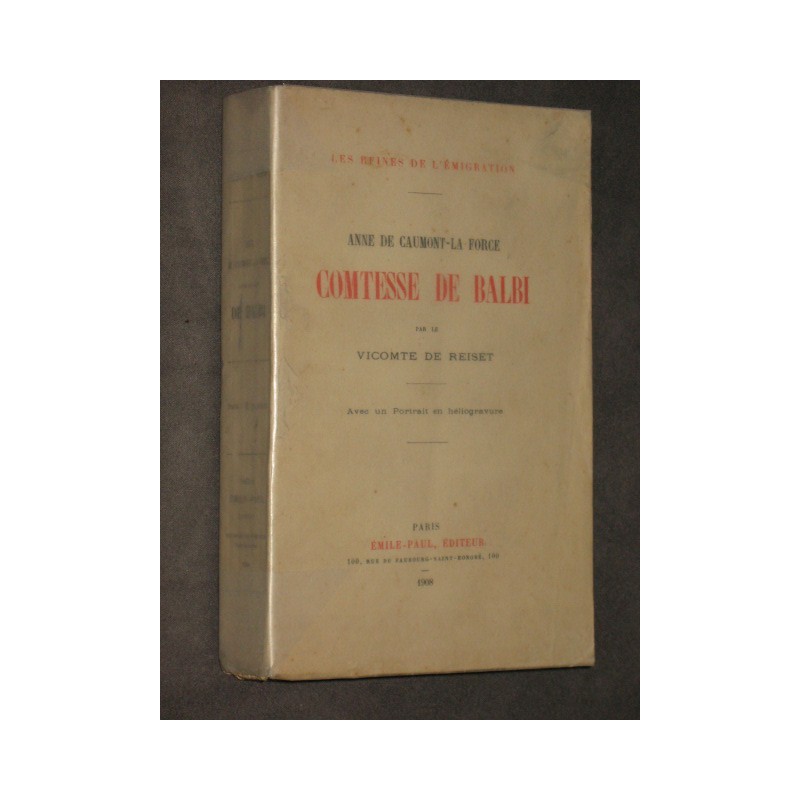 LES REINES DE L'ÉMIGRATION
ANNE DE CAUMONT-LA FORCE
COMTESSE DE BALBI
PAR LE
VICOMTE DE REISET
Avec un Portrait en héliogravure
PARIS
ÉMILE-PAUL, ÉDITEUR
100, RUE DU FAUBOURG-SAINT-HONORÉ, 100
1908